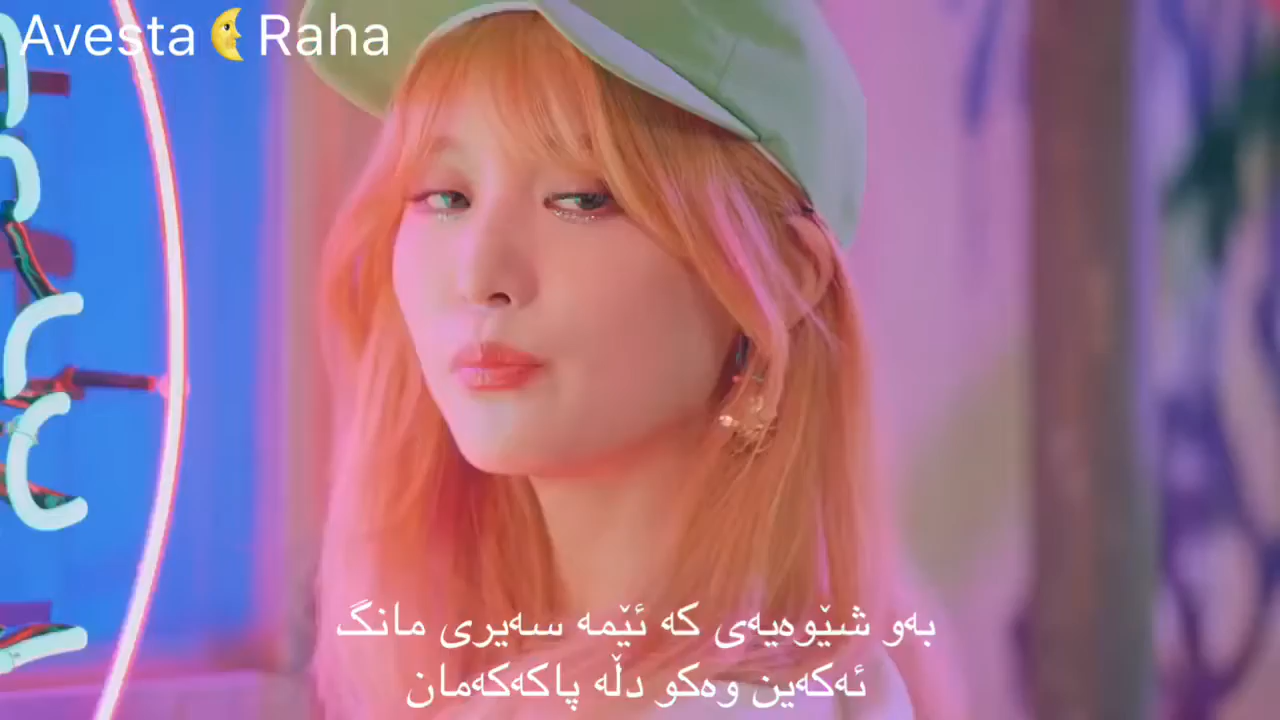 Avesta🌛Raha
بەو شێوەیەی کە ئێمە سەیری مانگ
ئەکەین وەکو دڵە پاکەکەمان